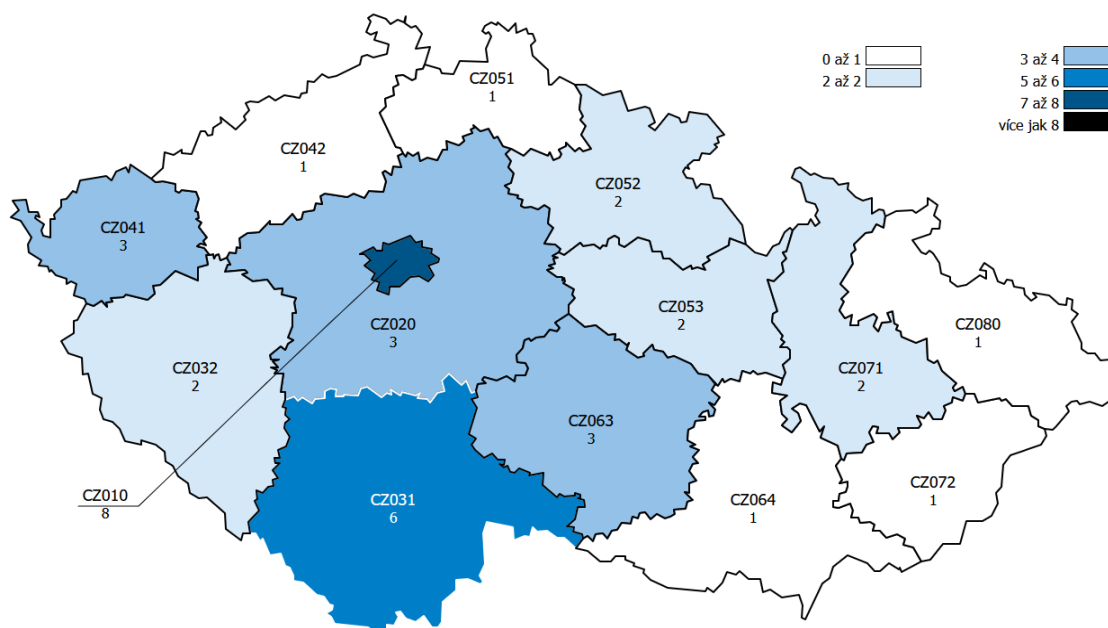 0 až 1
2 až 2
3 až 4
5 až 6
7 až 8
více jak 8
CZ051
1
CZ042
1
CZ052
2
CZ041
3
CZ053
2
CZ020
3
CZ080
1
CZ032
2
CZ071
2
CZ063
3
CZ072
1
CZ010
8
CZ031
6
CZ064
1